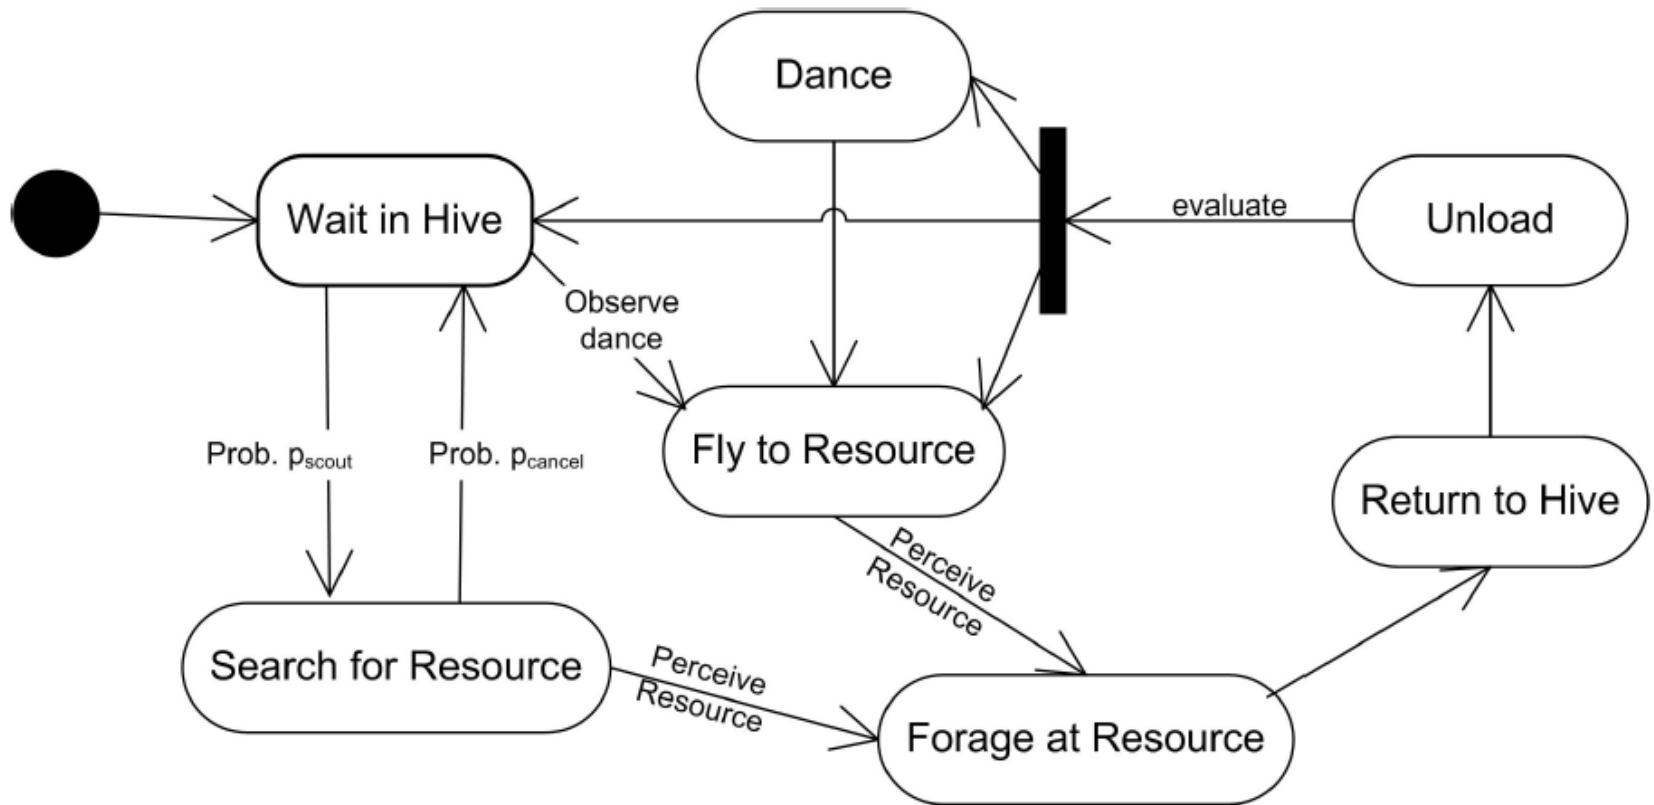 Dance
Wait in Hive
evaluate
Unload
Observe
dance
Prob. pscout
Prob. pcancel
Fly to Resource
Return to Hive
Perceive
Resource
Search for Resource
Perceive
Resource
Forage at Resource